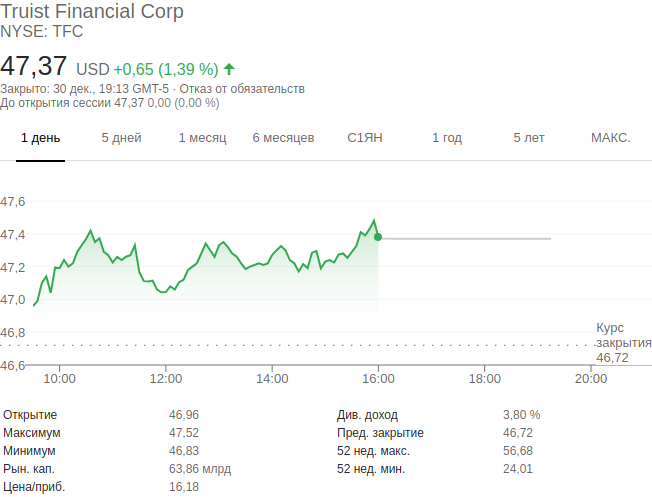 Truist Financial Corp
NYSE: TFC
47,37 USD +0,65 (1,39 %)
Закрыто: 30 дек., 19:13 GMT-5 · Отказ от обязательств
До открытия сессии 47,37 0,00 (0,00 %)
1 день 5 дней 1 месяц 6 месяцев С1ЯН 1 год 5 лет МАКС.
47,6
47,4
47,2
47,0
46,8
Курс
закрытия
46,72
46,6
10:00 12:00 14:00 16:00 18:00 20:00
Открытие 46,96 Див. доход 3,80 %
Максимум 47,52 Пред. закрытие 46,72
Минимум 46,83 52 нед. макс. 56,68
Рын. кап. 63,86 млрд 52 нед. мин. 24,01
Цена/приб. 16,18